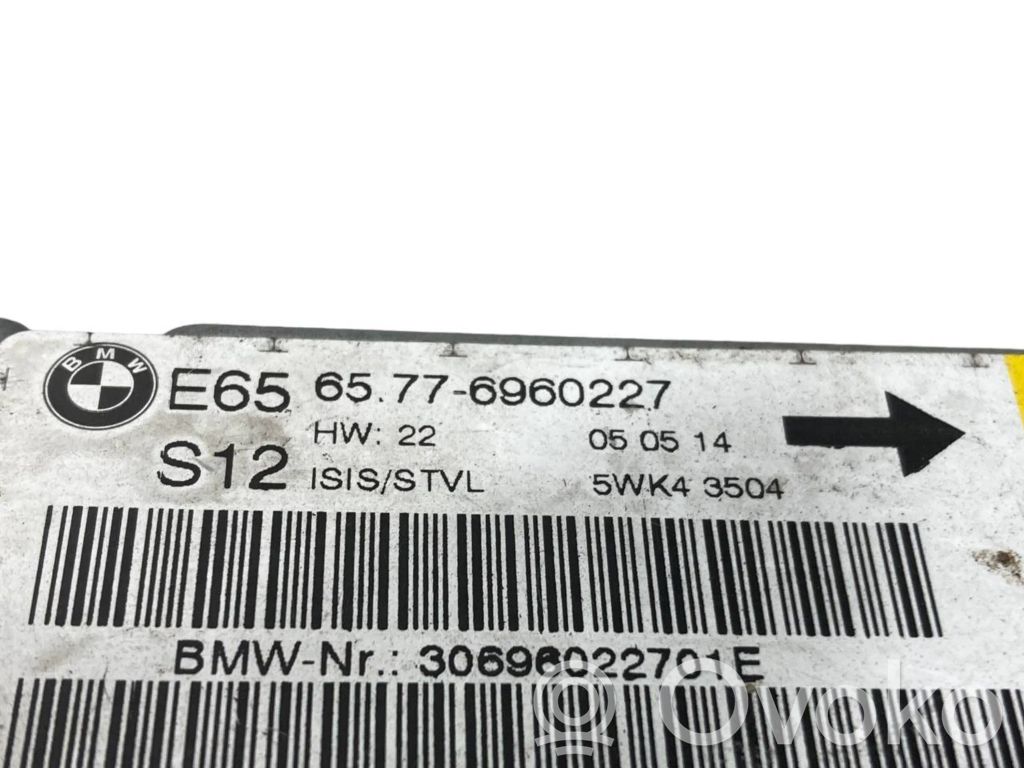 BMW E65 65.77-6960227
HW: 22 05 05 14
S12 ISIS/STVL 5WK4 3504
BMW-Nr.: 30696022701E
Ovoko